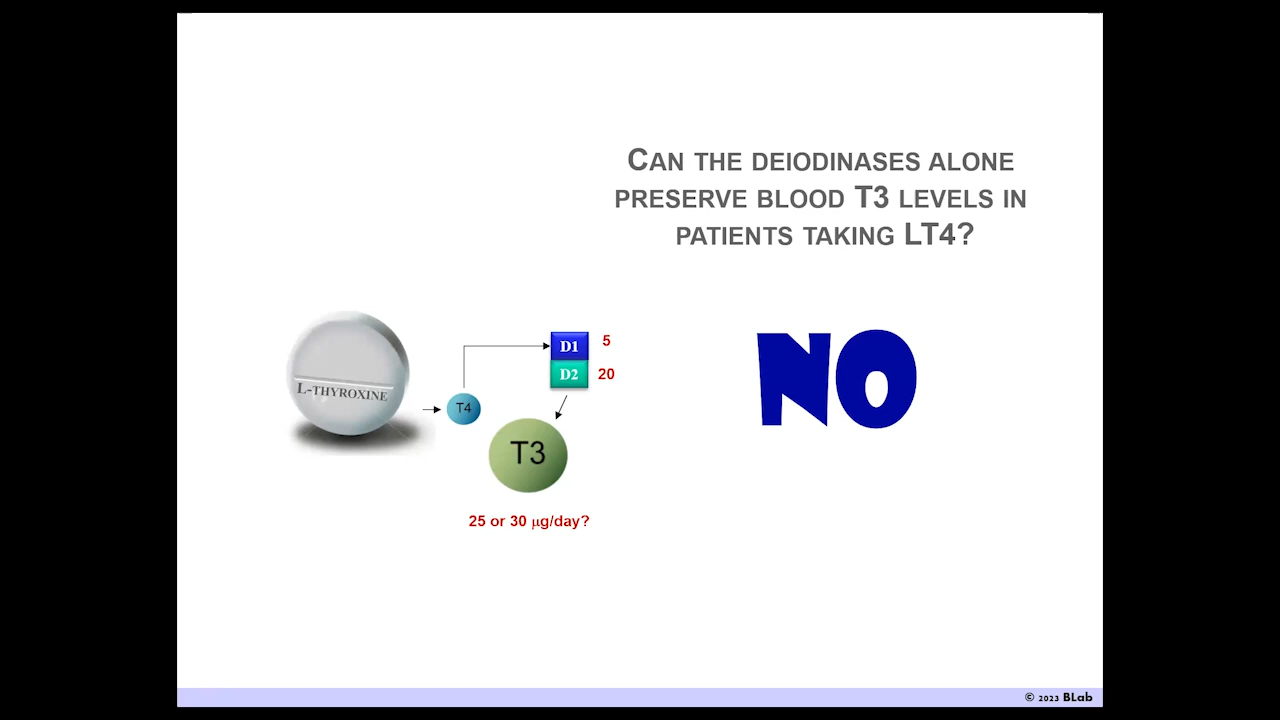 CAN THE DEIODINASES ALONE
PRESERVE BLOOD T3 LEVELS IN
PATIENTS TAKING LT4?
L-THYROXINE
T4
D1
5
D2
20
T3
25 or 30 μg/day?
NO
© 2023 BLab